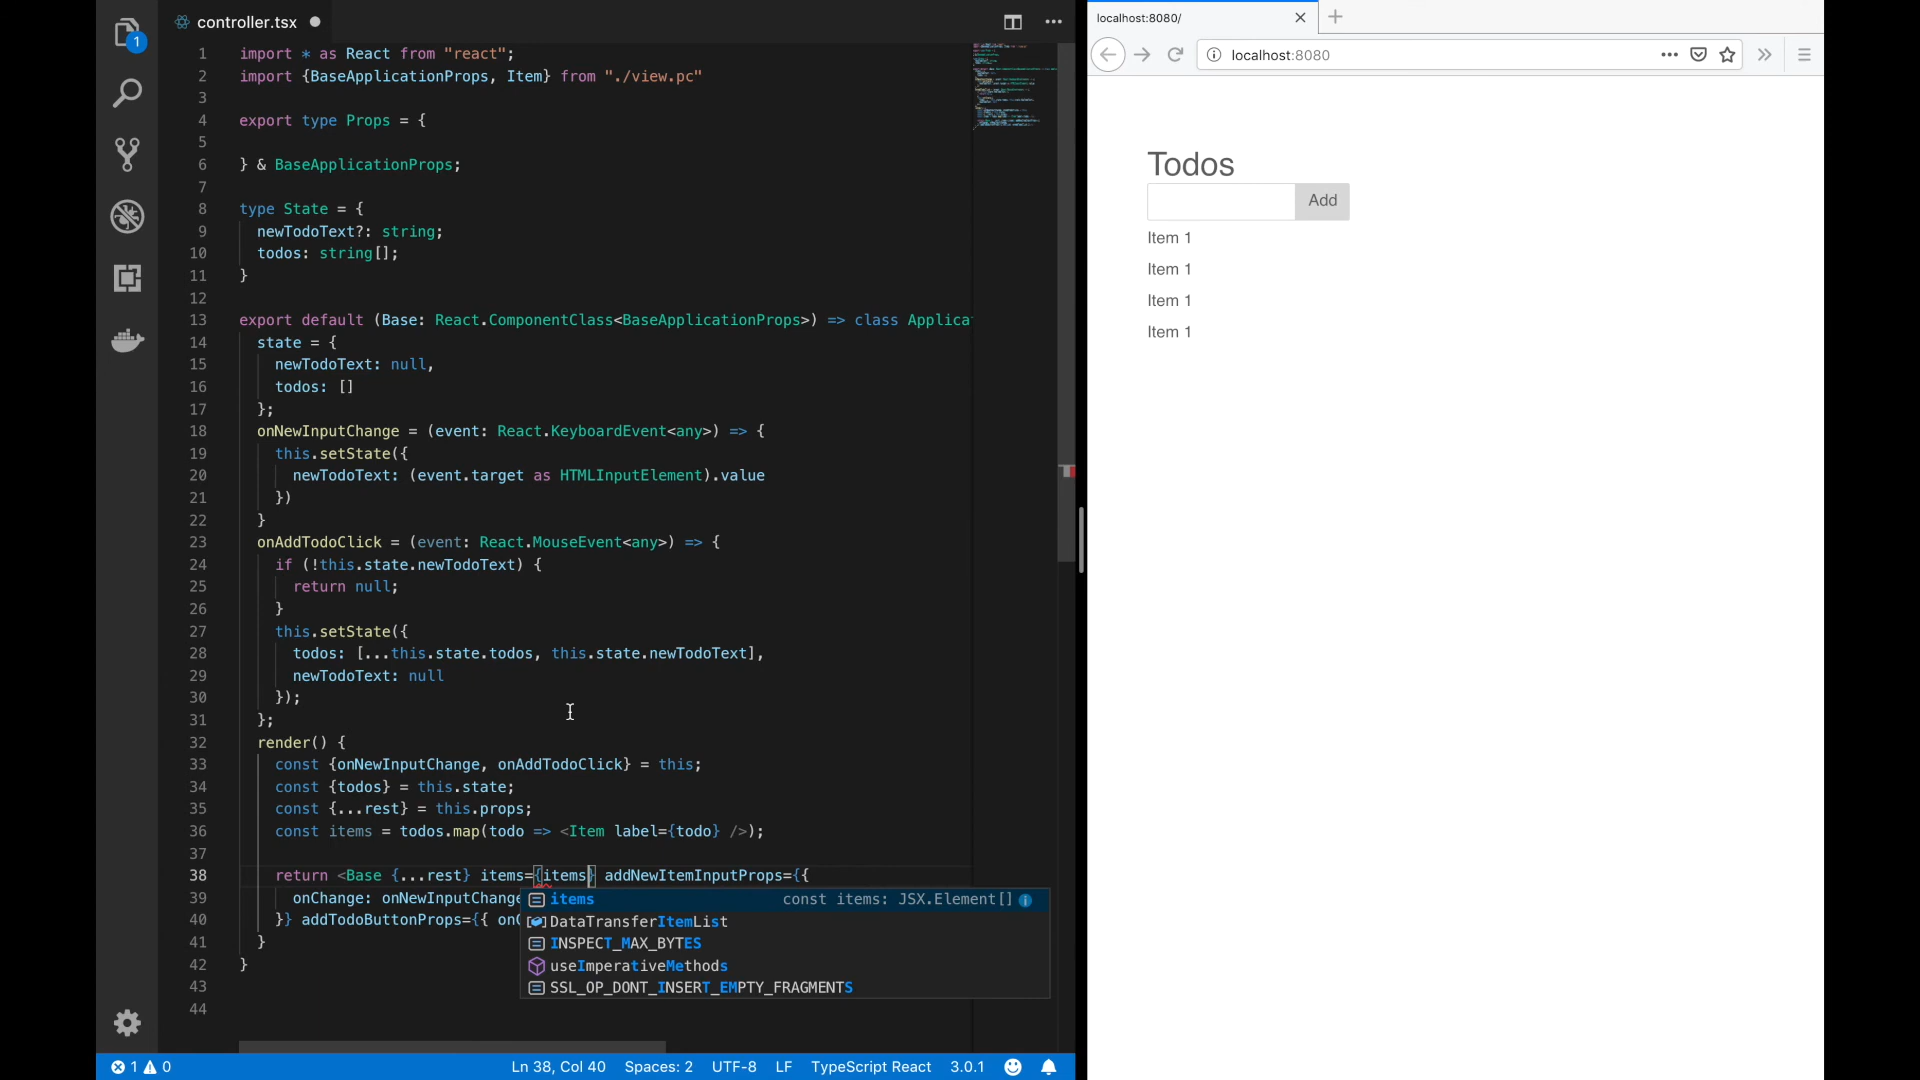 controller.tsx
1
1 import * as React from "react";
2 import {BaseApplicationProps, Item} from "./view.pc"
3
4 export type Props = {
5
6 } & BaseApplicationProps;
7
8 type State = {
9 newTodoText?: string;
10 todos: string[];
11 }
12
13 export default (Base: React.ComponentClass<BaseApplicationProps>) => class Applica
14 state = {
15 newTodoText: null,
16 todos: []
17 };
18 onNewInputChange = (event: React.KeyboardEvent<any>) => {
19 this.setState({
20 newTodoText: (event.target as HTMLInputElement).value
21 })
22 }
23 onAddTodoClick = (event: React.MouseEvent<any>) => {
24 if (!this.state.newTodoText) {
25 return null;
26 }
27 this.setState({
28 todos: [...this.state.todos, this.state.newTodoText],
29 newTodoText: null
30 });
31 };
32 render() {
33 const {onNewInputChange, onAddTodoClick} = this;
34 const {todos} = this.state;
35 const {...rest} = this.props;
36 const items = todos.map(todo => <Item label={todo} />);
37
38 return <Base {...rest} items={items} addNewItemInputProps={{
39 onChange: onNewInputChange
40 }} addTodoButtonProps={{ on
41 }
42 }
43
44
items const items: JSX.Element[]
DataTransferItemList
INSPECT_MAX_BYTES
useImperativeMethods
SSL_OP_DONT_INSERT_EMPTY_FRAGMENTS
1 0 Ln 38, Col 40 Spaces: 2 UTF-8 LF TypeScript React 3.0.1
localhost:8080/
localhost:8080
Todos
Add
Item 1
Item 1
Item 1
Item 1